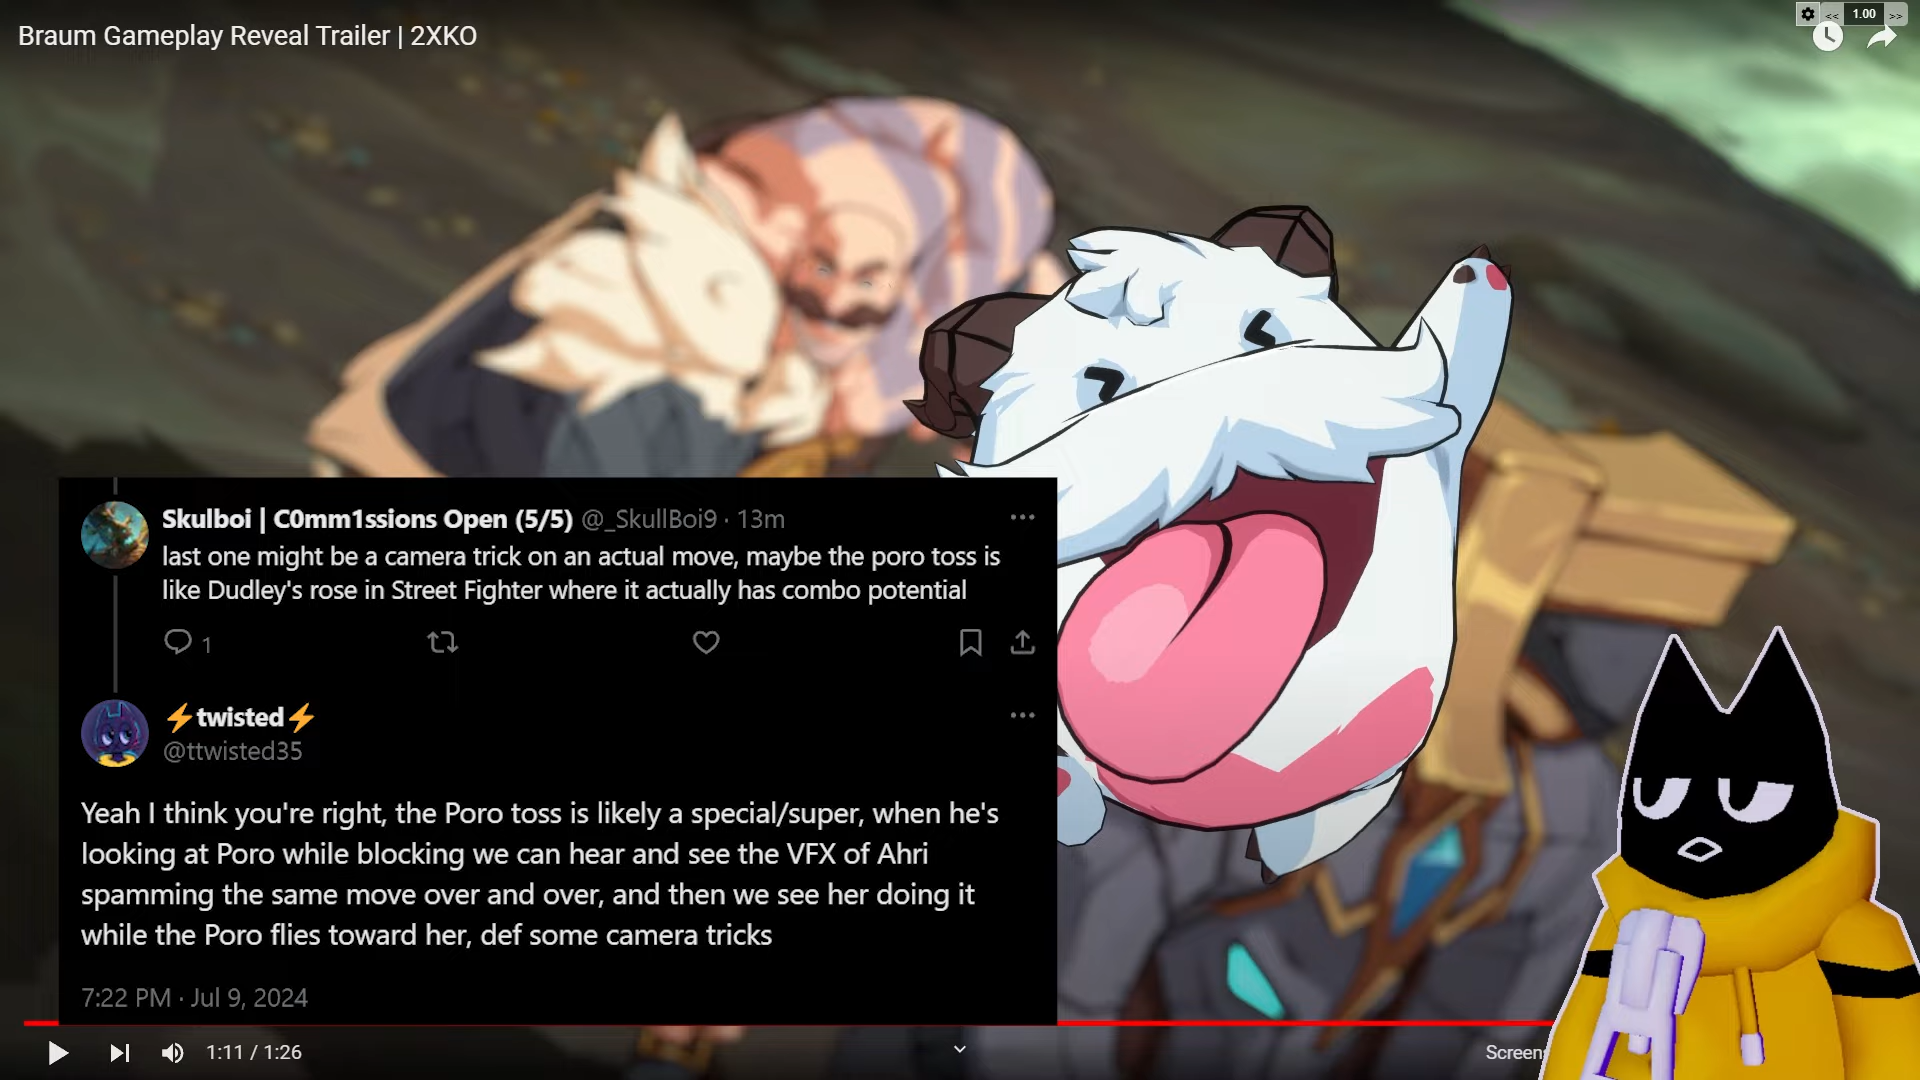 Braum Gameplay Reveal Trailer | 2XKO
<< 1.00 >>
Skulboi | C0mm1ssions Open (5/5) @_SkullBoi9 · 13m
last one might be a camera trick on an actual move, maybe the poro toss is
like Dudley's rose in Street Fighter where it actually has combo potential
1
⚡twisted⚡
@ttwisted35
Yeah I think you're right, the Poro toss is likely a special/super, when he's
looking at Poro while blocking we can hear and see the VFX of Ahri
spamming the same move over and over, and then we see her doing it
while the Poro flies toward her, def some camera tricks
7:22 PM · Jul 9, 2024
1:11 / 1:26
Screen